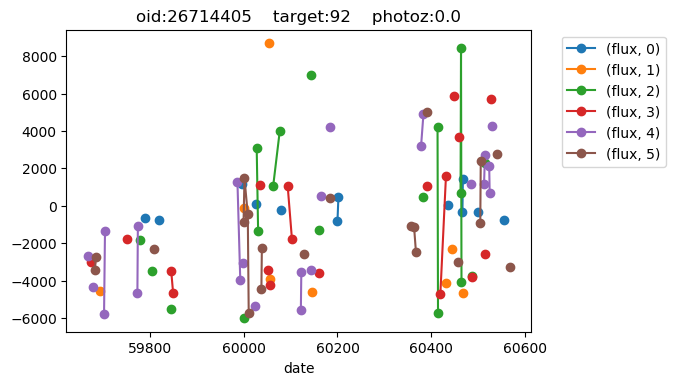 oid:26714405    target:92    photoz:0.0
8000
6000
4000
2000
0
−2000
−4000
−6000
59800
60000
60200
60400
60600
date
(flux, 0)
(flux, 1)
(flux, 2)
(flux, 3)
(flux, 4)
(flux, 5)